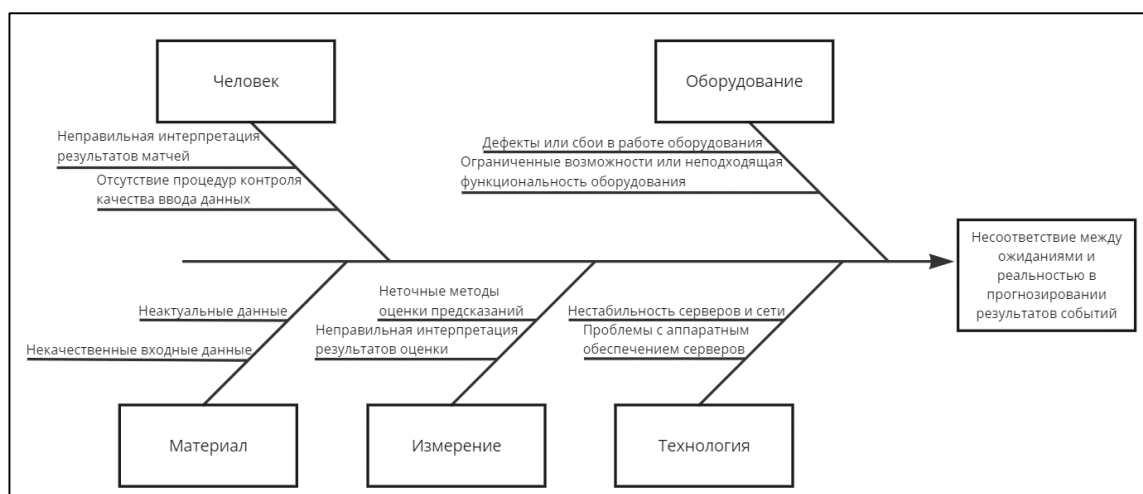 Человек
Оборудование
Неправильная интерпретация
результатов матчей
Отсутствие процедур контроля
качества ввода данных
Дефекты или сбои в работе оборудования
Ограниченные возможности или неподходящая
функциональность оборудования
Несоответствие между
ожиданиями и
реальностью в
прогнозировании
результатов событий
Неактуальные данные
Некачественные входные данные
Неточные методы
оценки предсказаний
Неправильная интерпретация
результатов оценки
Нестабильность серверов и сети
Проблемы с аппаратным
обеспечением серверов
Материал
Измерение
Технология